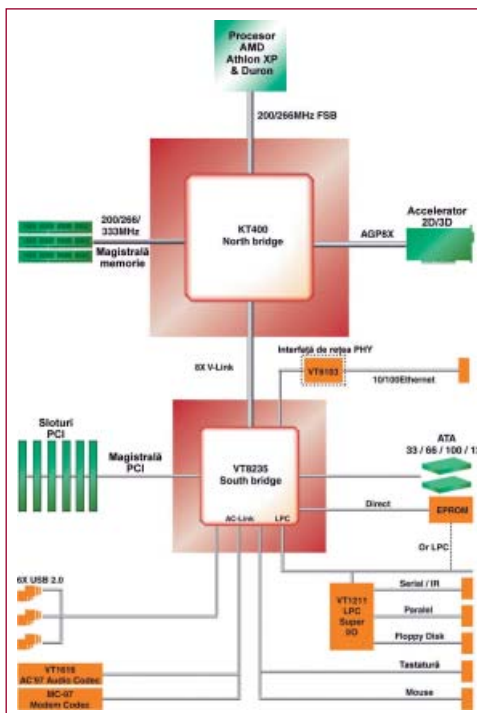 Procesor
AMD
Athlon XP
& Duron
200/266MHz FSB
200/266/
333MHz
Magistrală
memorie
KT400
North bridge
AGP8X
Accelerator
2D/3D
8X V-Link
Interfață de rețea PHY
VT6103
10/100Ethernet
Sloturi
PCI
Magistrală
PCI
VT8235
South bridge
AC-Link LPC
ATA
33 / 66 / 100 / 1
Direct
EPROM
Or LPC
6X USB 2.0
VT1211
LPC
Super
I/O
Serial / IR
Paralel
Floppy Disk
VT1616
AC'97 Audio Codec
MC-97
Modem Codec
Tastatură
Mouse